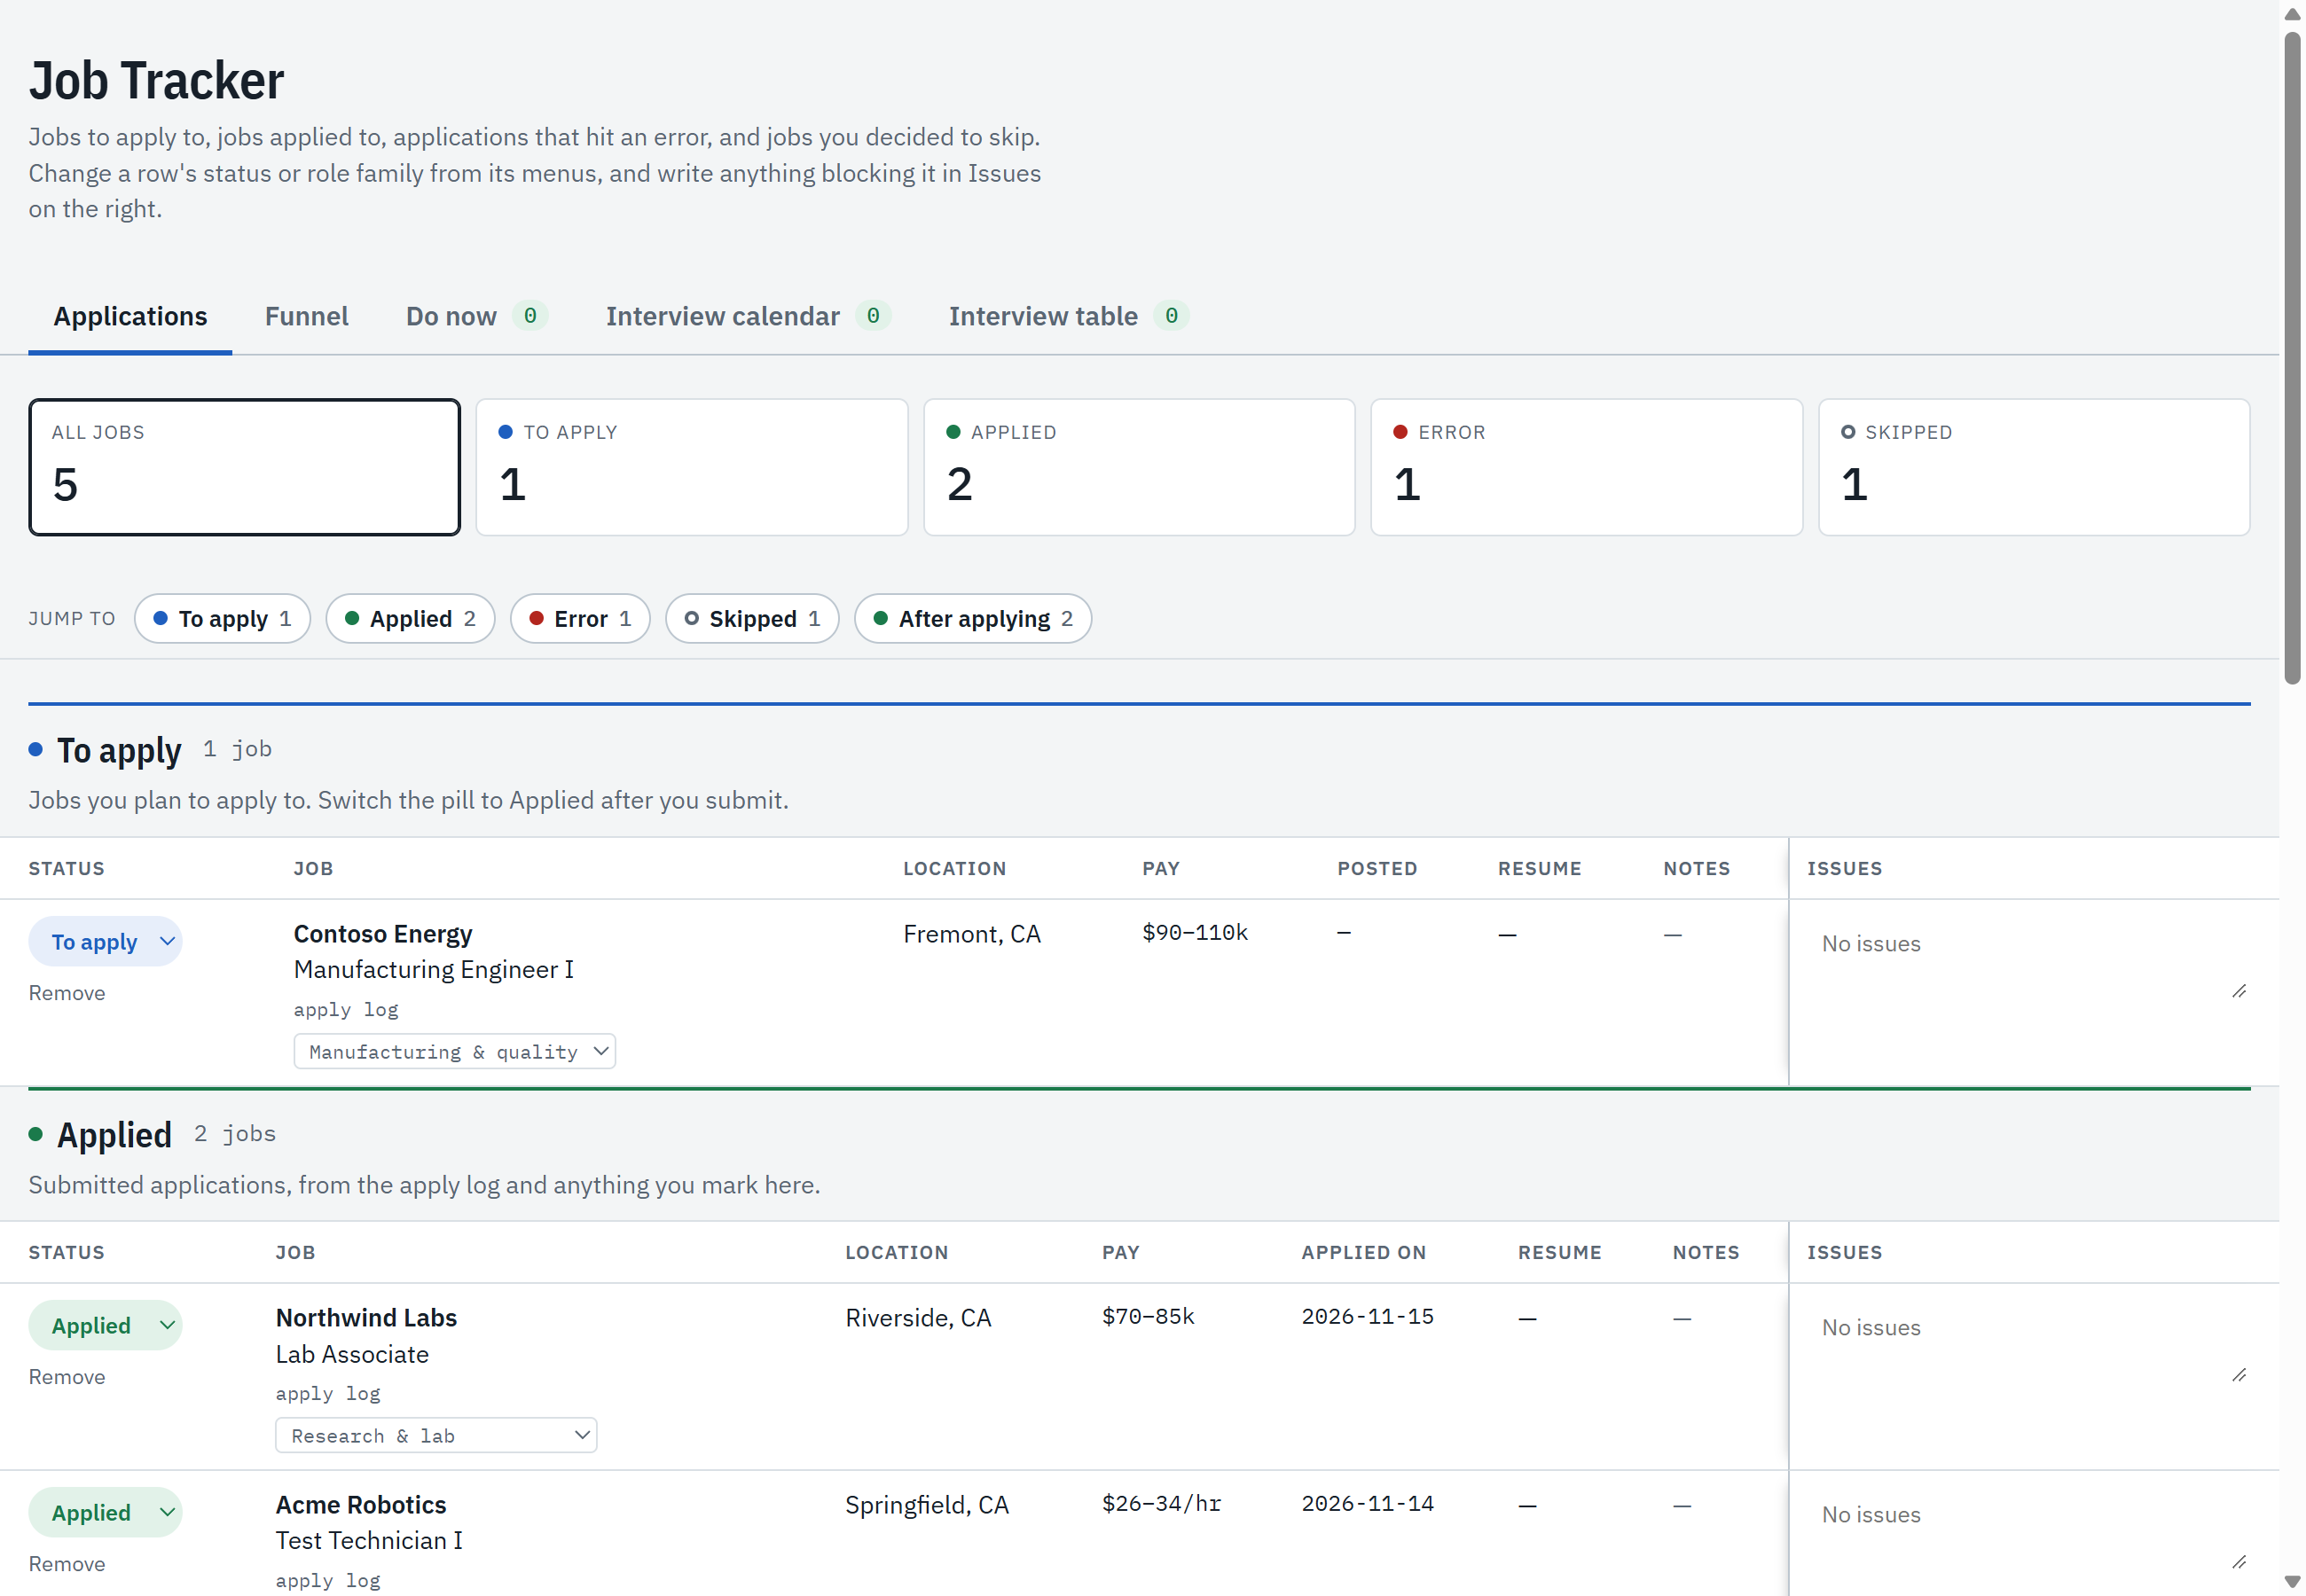 Job Tracker
Jobs to apply to, jobs applied to, applications that hit an error, and jobs you decided to skip.
Change a row's status or role family from its menus, and write anything blocking it in Issues
on the right.
Applications Funnel Do now 0 Interview calendar 0 Interview table 0
ALL JOBS TO APPLY APPLIED ERROR SKIPPED
5 1 2 1 1
JUMP TO To apply 1 Applied 2 Error 1 Skipped 1 After applying 2
To apply 1 job
Jobs you plan to apply to. Switch the pill to Applied after you submit.
STATUS JOB LOCATION PAY POSTED RESUME NOTES ISSUES
To apply Contoso Energy Fremont, CA $90–110k — — — No issues
Manufacturing Engineer I
Remove
apply log
Manufacturing & quality
Applied 2 jobs
Submitted applications, from the apply log and anything you mark here.
STATUS JOB LOCATION PAY APPLIED ON RESUME NOTES ISSUES
Applied Northwind Labs Riverside, CA $70–85k 2026-11-15 — — No issues
Lab Associate
Remove
apply log
Research & lab
Applied Acme Robotics Springfield, CA $26–34/hr 2026-11-14 — — No issues
Test Technician I
Remove
apply log